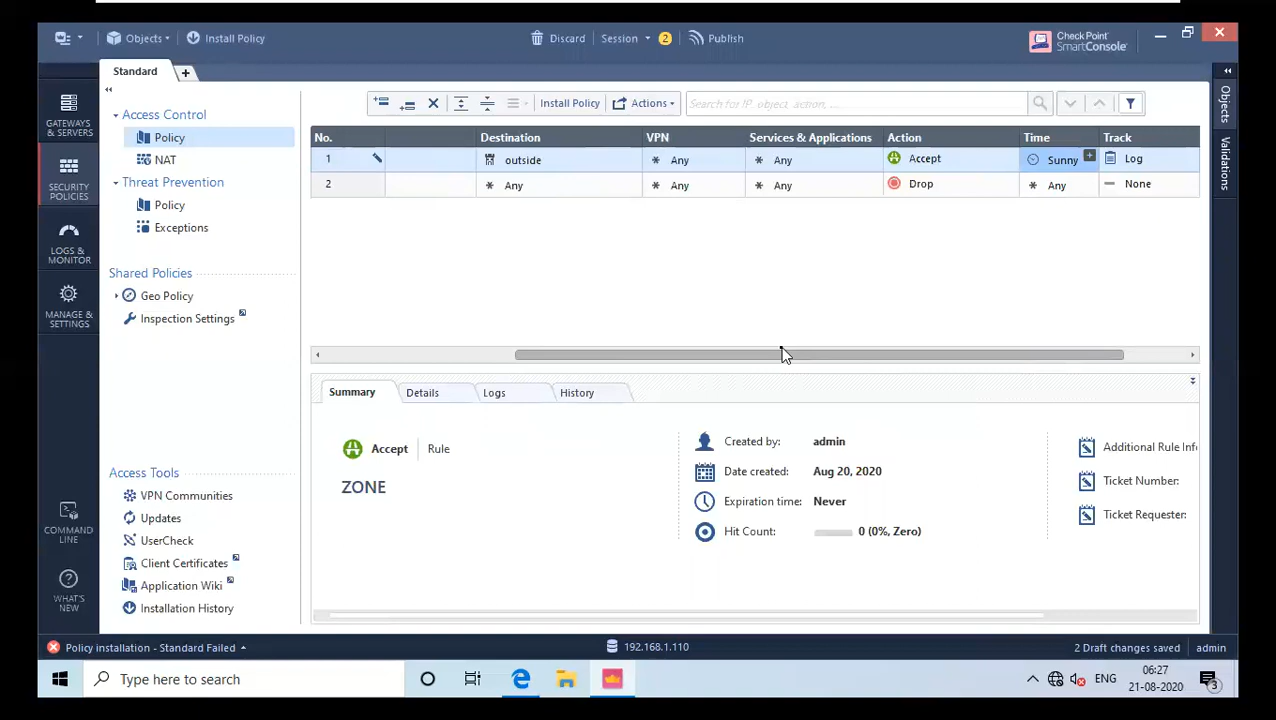 Objects
Install Policy
Discard
Session
2
Publish
Check Point
SmartConsole
Standard
+
Access Control
Policy
NAT
Threat Prevention
Policy
Exceptions
Shared Policies
Geo Policy
Inspection Settings
Access Tools
VPN Communities
Updates
UserCheck
Client Certificates
Application Wiki
Installation History
GATEWAYS
& SERVERS
SECURITY
POLICIES
LOGS &
MONITOR
MANAGE &
SETTINGS
COMMAND
LINE
WHAT'S
NEW
Install Policy
Actions
Search for IP, object, action, ...
No. Destination VPN Services & Applications Action Time Track
1 outside Any Any Accept Sunny Log
2 Any Any Any Drop Any None
Summary Details Logs History
Accept Rule
ZONE
Created by: admin
Date created: Aug 20, 2020
Expiration time: Never
Hit Count: 0 (0%, Zero)
Additional Rule Inf
Ticket Number:
Ticket Requester:
Objects
Validations
Policy installation - Standard Failed
192.168.1.110
2 Draft changes saved
admin
Type here to search
ENG
06:27
21-08-2020
3